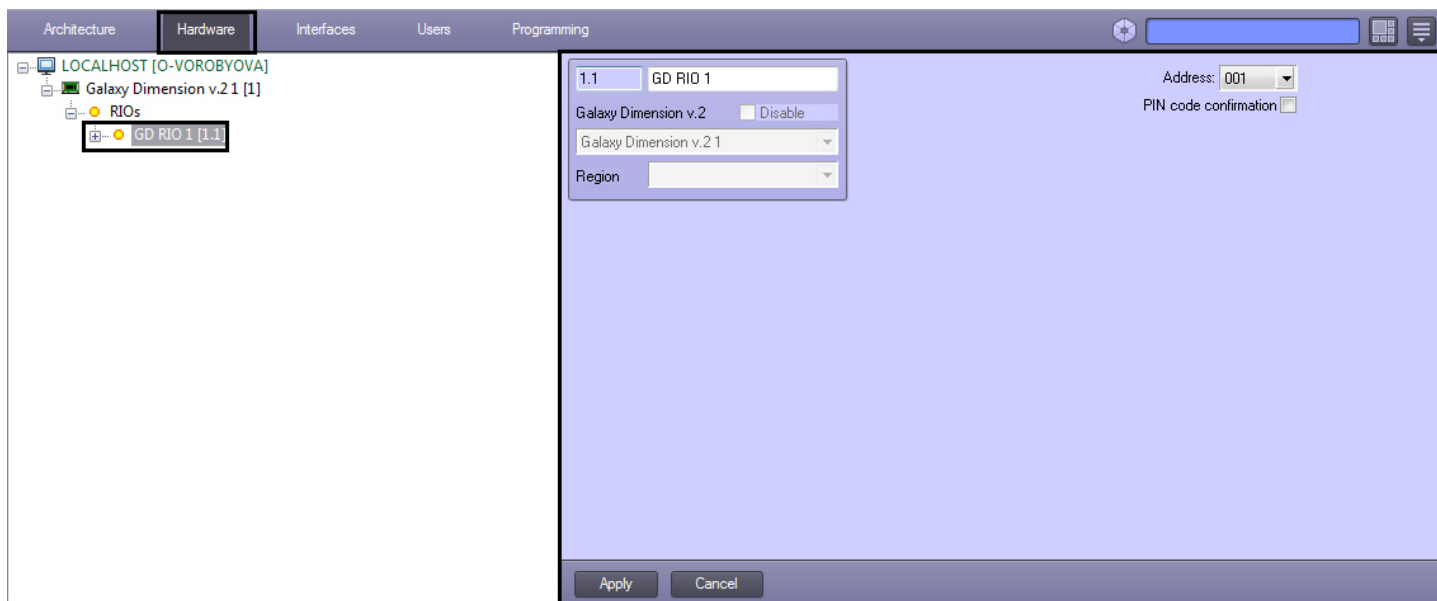 Architecture Hardware Interfaces Users Programming
LOCALHOST [O-VOROBYOVA]
Galaxy Dimension v.2 1 [1]
RIOs
GD RIO 1 [1.1]
1.1 GD RIO 1
Galaxy Dimension v.2 Disable
Galaxy Dimension v.2 1
Region
Address: 001
PIN code confirmation
Apply Cancel